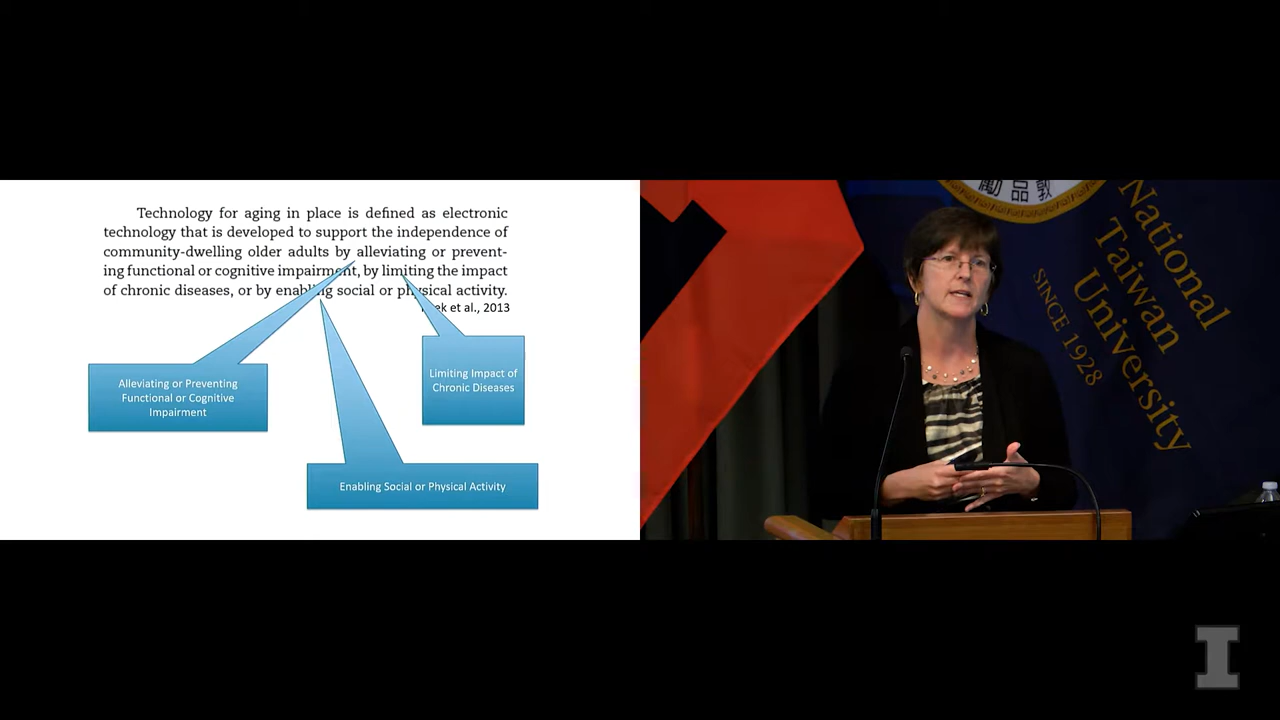 Technology for aging in place is defined as electronic
technology that is developed to support the independence of
community-dwelling older adults by alleviating or prevent-
ing functional or cognitive impairment, by limiting the impact
of chronic diseases, or by enabling social or physical activity.
et al., 2013
Limiting Impact of
Chronic Diseases
Alleviating or Preventing
Functional or Cognitive
Impairment
Enabling Social or Physical Activity
勵品敦
National
Taiwan
University
SINCE 1928
I